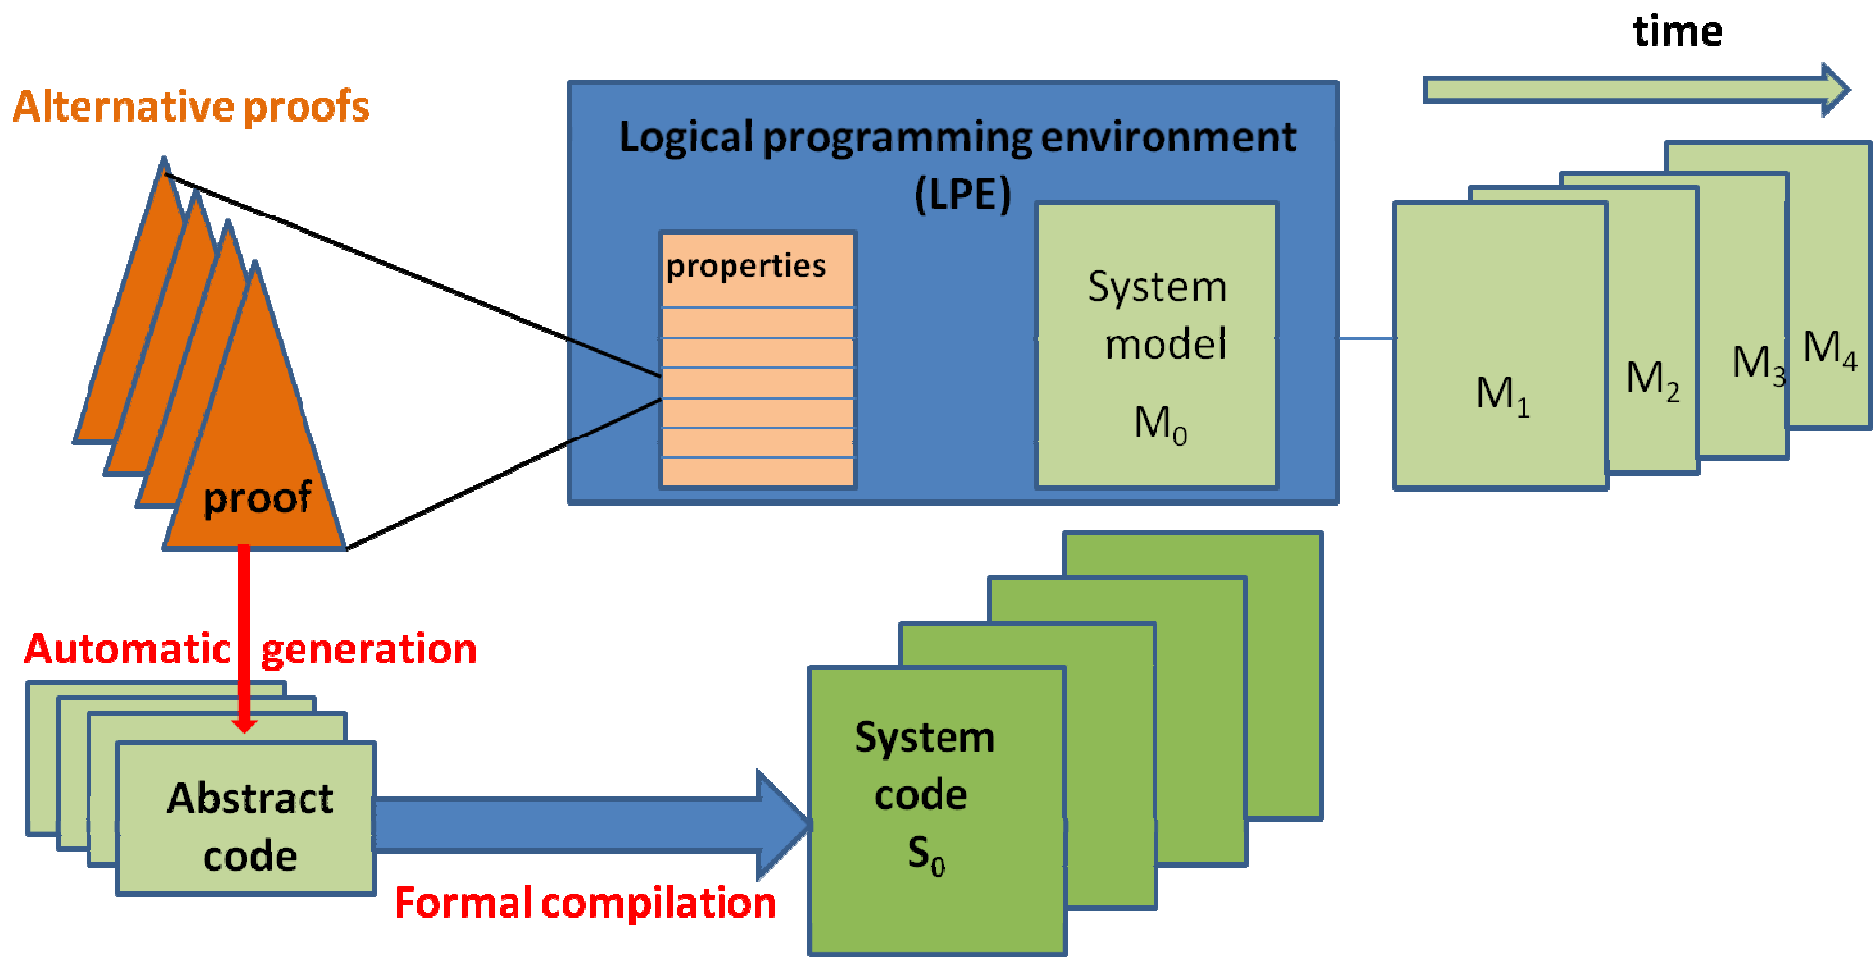 time
Alternative proofs
Logical programming environment
(LPE)
properties
System
model
M₀
M₁
M₂
M₃
M₄
proof
Automatic generation
Abstract
code
Formal compilation
System
code
S₀